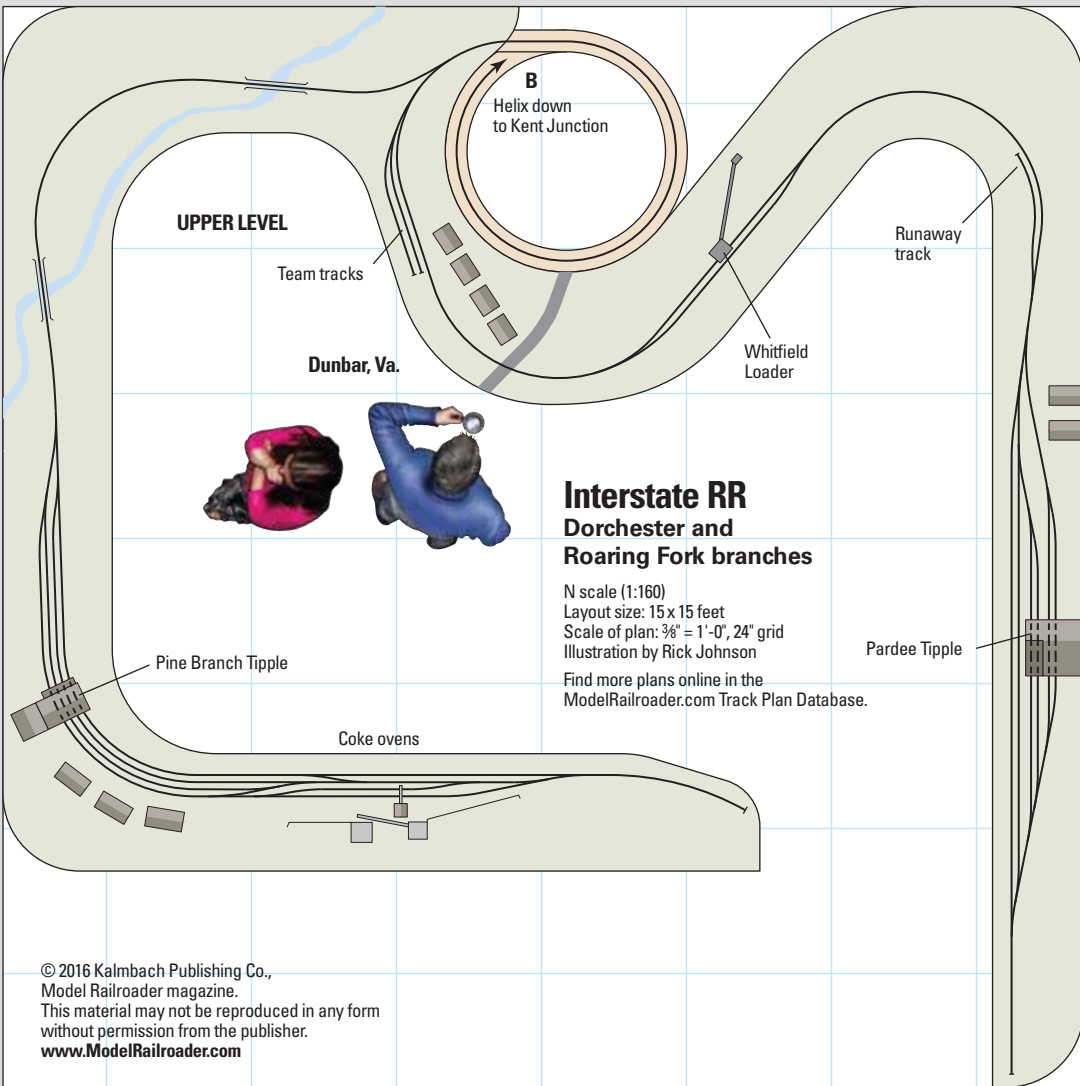 B
Helix down
to Kent Junction
UPPER LEVEL
Team tracks
Runaway
track
Whitfield
Loader
Dunbar, Va.
Interstate RR
Dorchester and
Roaring Fork branches
N scale (1:160)
Layout size: 15 x 15 feet
Scale of plan: ⅜" = 1'-0", 24" grid
Illustration by Rick Johnson
Find more plans online in the
ModelRailroader.com Track Plan Database.
Pardee Tipple
Pine Branch Tipple
Coke ovens
© 2016 Kalmbach Publishing Co.,
Model Railroader magazine.
This material may not be reproduced in any form
without permission from the publisher.
www.ModelRailroader.com